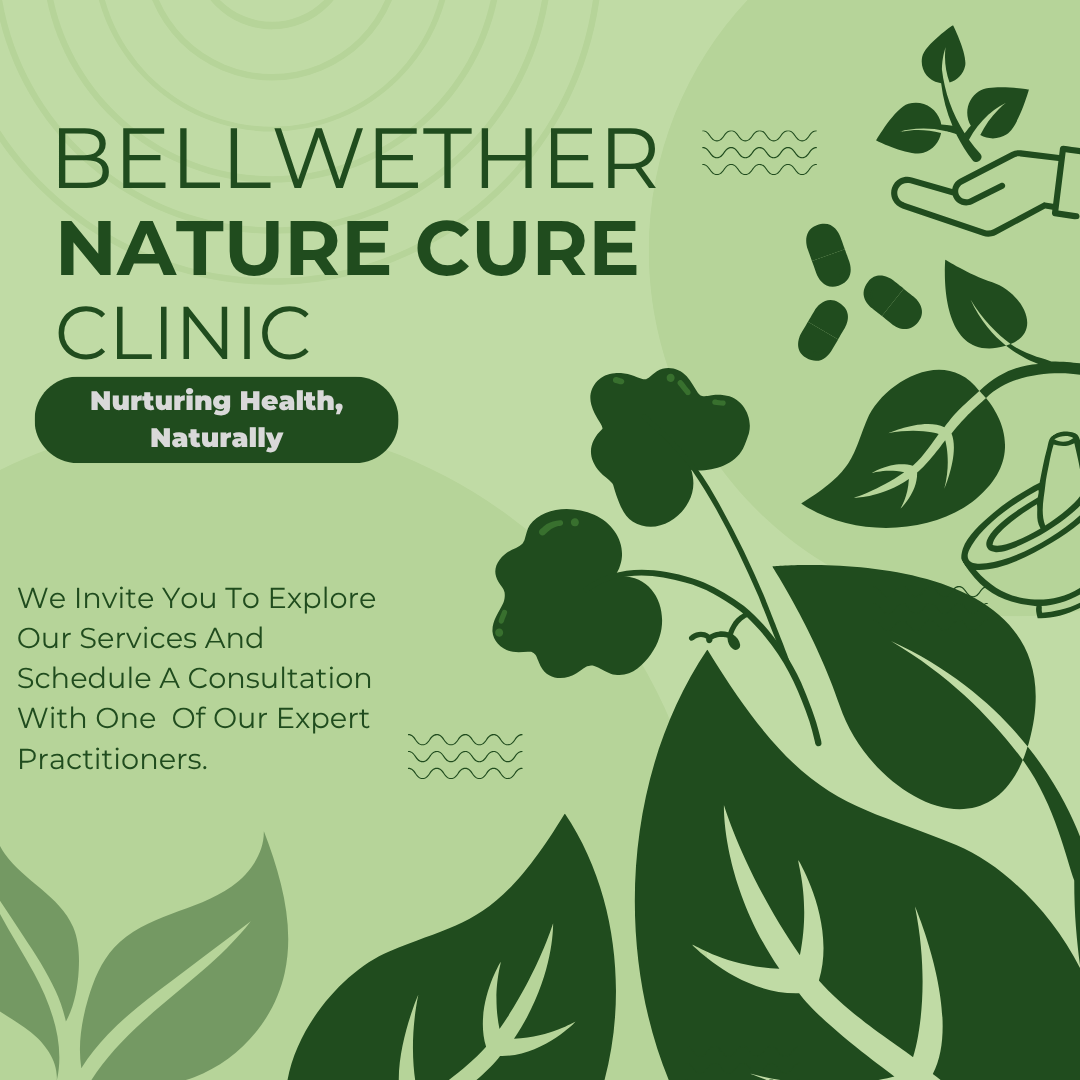 BELLWETHER
NATURE CURE
CLINIC
Nurturing Health,
Naturally
We Invite You To Explore
Our Services And
Schedule A Consultation
With One  Of Our Expert
Practitioners.